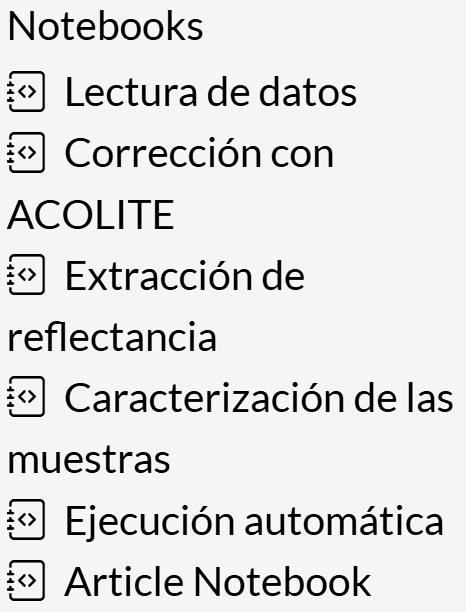 Notebooks
Lectura de datos
Corrección con
ACOLITE
Extracción de
reflectancia
Caracterización de las
muestras
Ejecución automática
Article Notebook